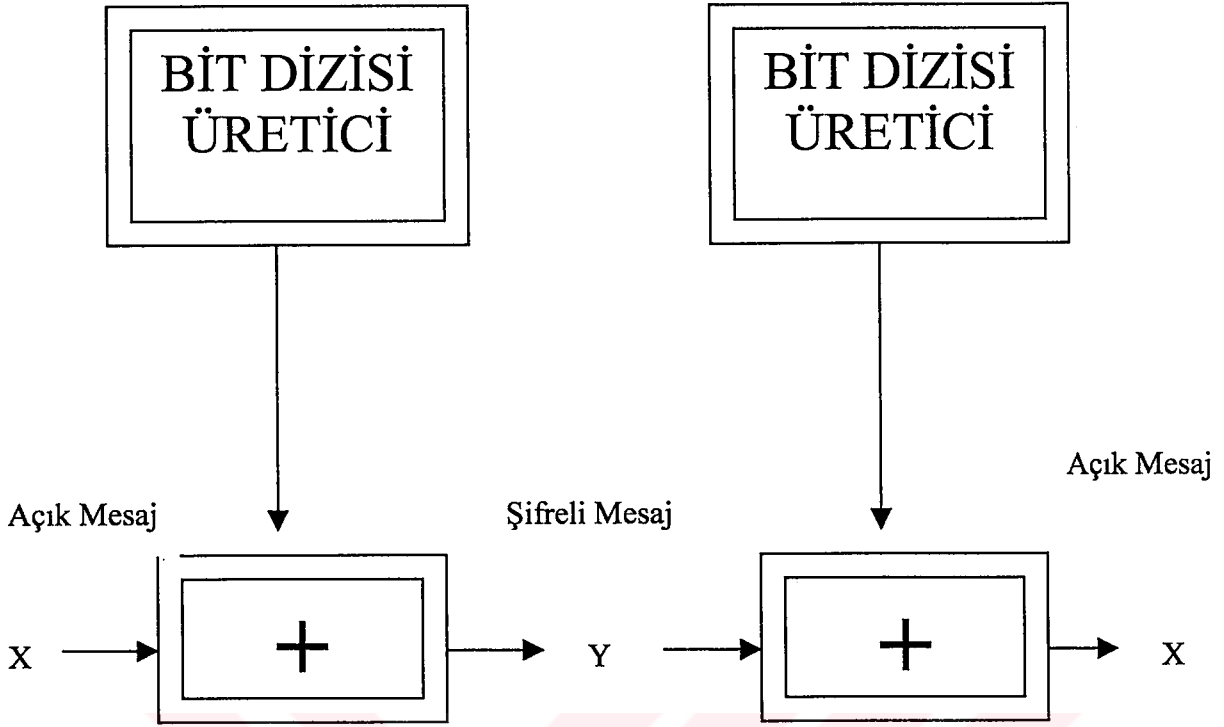 BİT DİZİSİ
ÜRETİCİ
BİT DİZİSİ
ÜRETİCİ
Açık Mesaj
Açık Mesaj
Şifreli Mesaj
X
+
Y
+
X